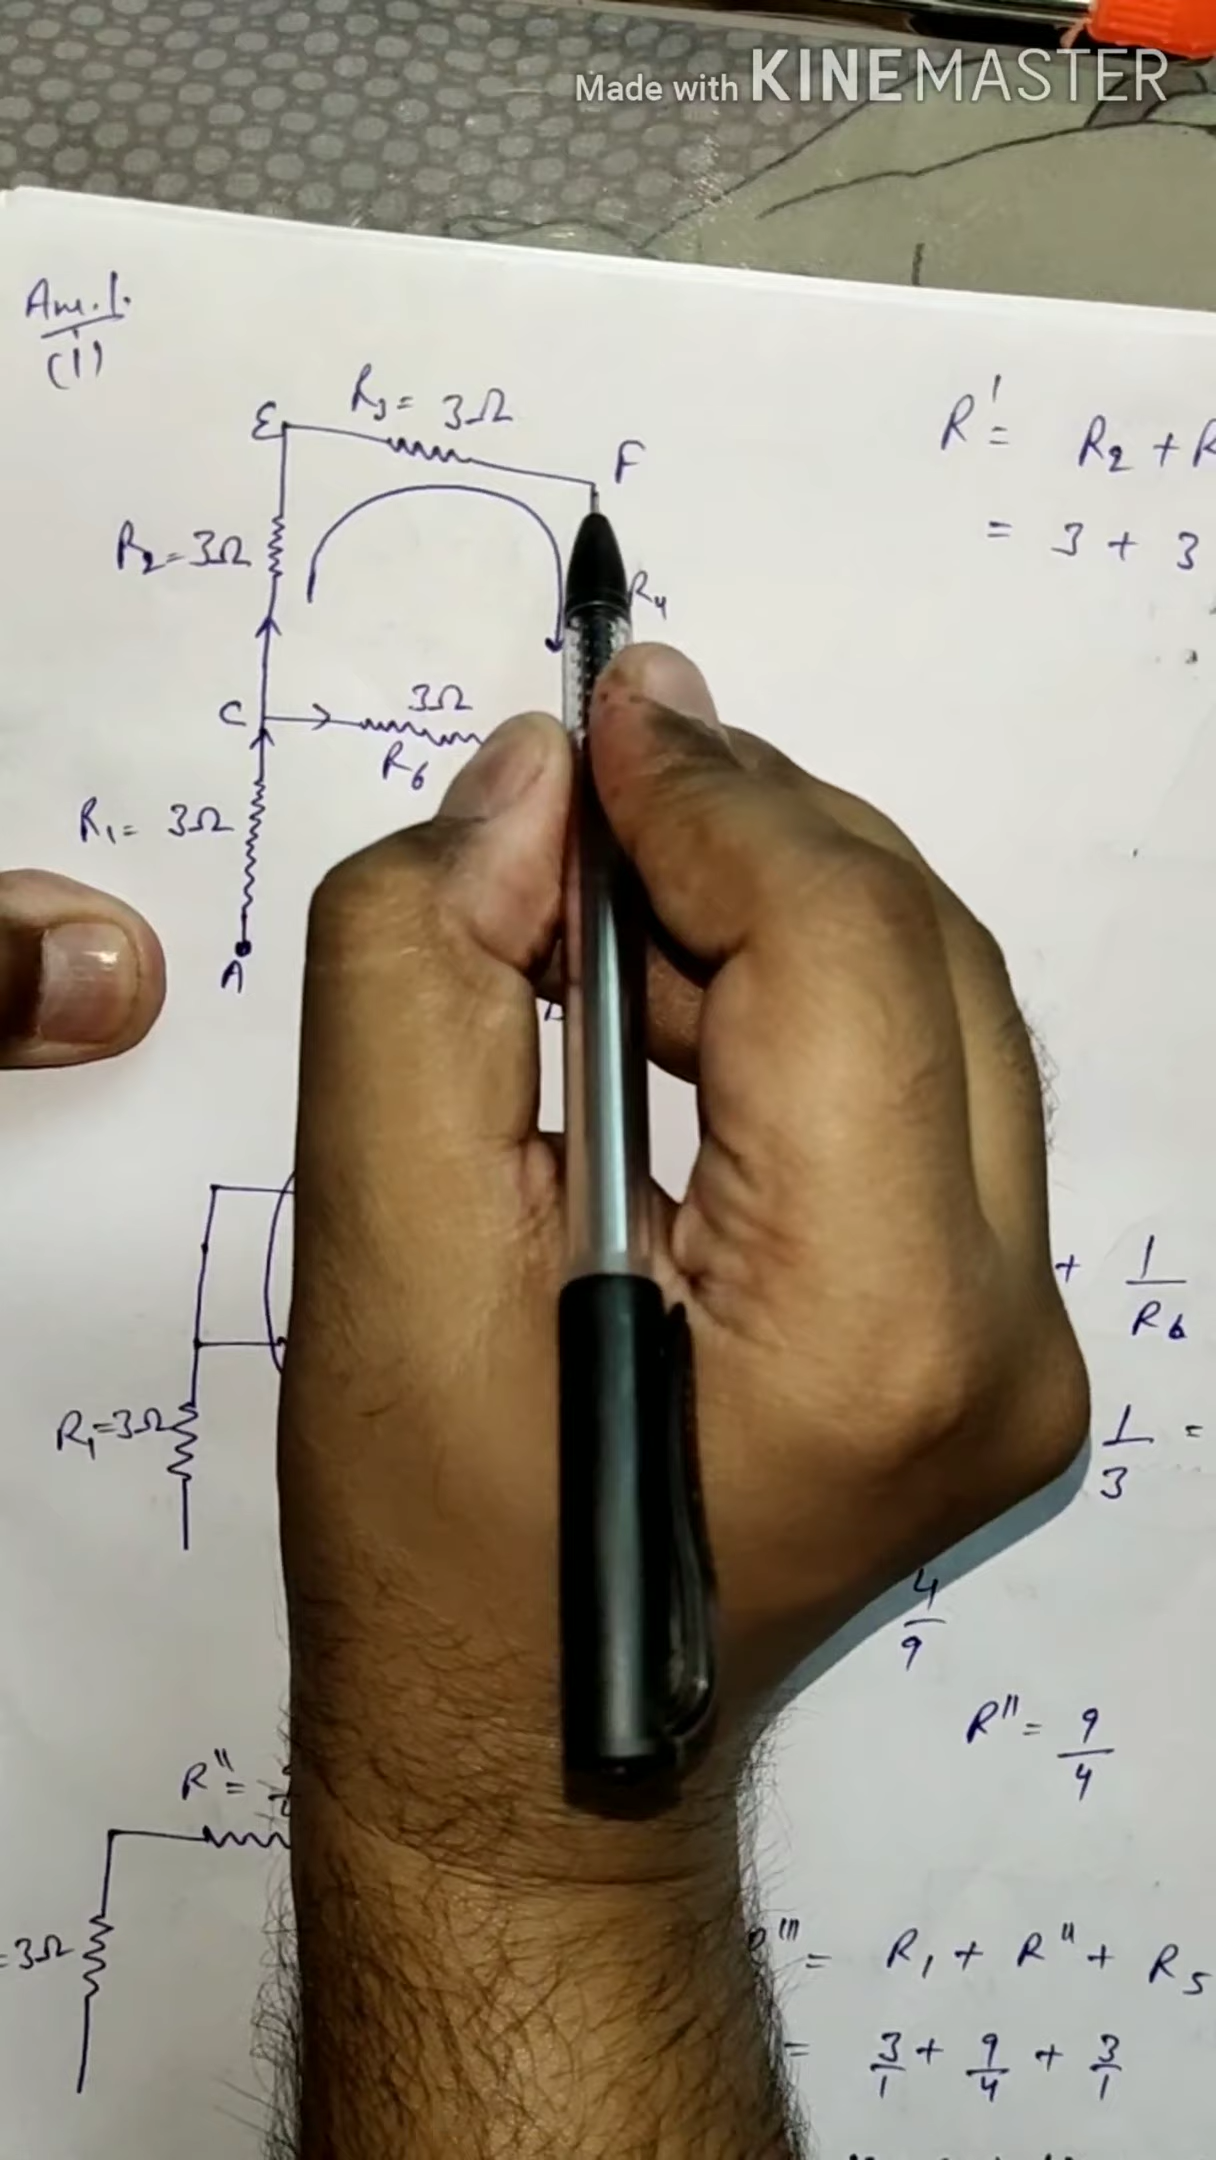 Made with KINEMASTER
Ans.1.
(1)
R3 = 3Ω
E
F
R' = R2 + R
= 3 + 3
R2 = 3Ω
R4
C
3Ω
R6
R1 = 3Ω
A
+ 1/R6
1/3 =
R1 = 3Ω
4/9
R'' = 9/4
R'' =
= 3Ω
''' = R1 + R'' + R5
= 3/1 + 9/4 + 3/1